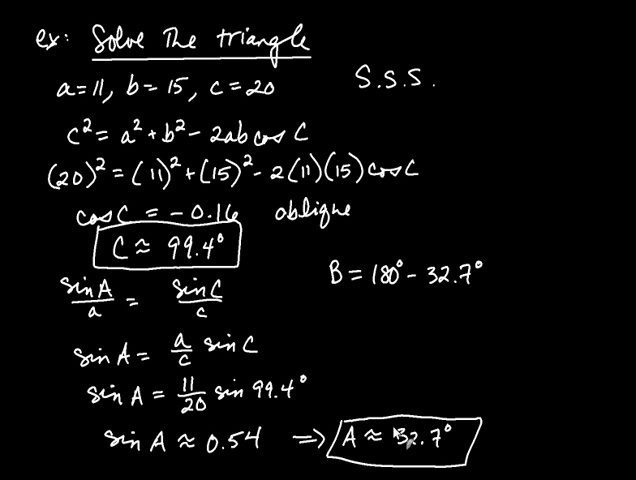 ex: Solve The triangle
a=11, b=15, c=20
S.S.S.
c² = a² + b² - 2ab cos C
(20)² = (11)² + (15)² - 2(11)(15) cos C
cos C = -0.16 oblique
C ≈ 99.4°
sin A / a = sin C / c
B = 180° - 32.7°
sin A = a/c sin C
sin A = 11/20 sin 99.4°
sin A ≈ 0.54 ⇒ A ≈ 32.7°